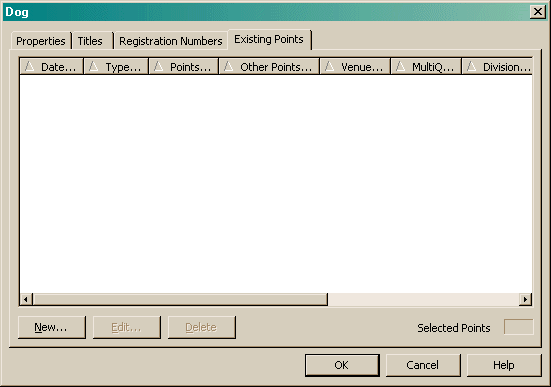 Dog
Properties Titles Registration Numbers Existing Points
Date... Type... Points... Other Points... Venue... MultiQ... Division...
New... Edit... Delete Selected Points
OK Cancel Help